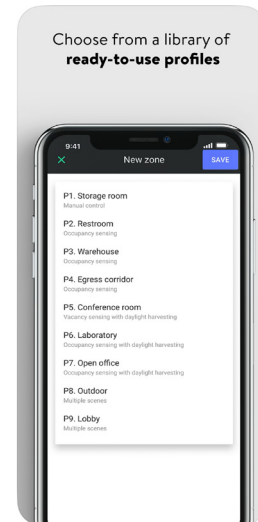 Choose from a library of
ready-to-use profiles
9:41
New zone
SAVE
P1. Storage room
Manual control
P2. Restroom
Occupancy sensing
P3. Warehouse
Occupancy sensing
P4. Egress corridor
Occupancy sensing
P5. Conference room
Vacancy sensing with daylight harvesting
P6. Laboratory
Occupancy sensing with daylight harvesting
P7. Open office
Occupancy sensing with daylight harvesting
P8. Outdoor
Multiple scenes
P9. Lobby
Multiple scenes